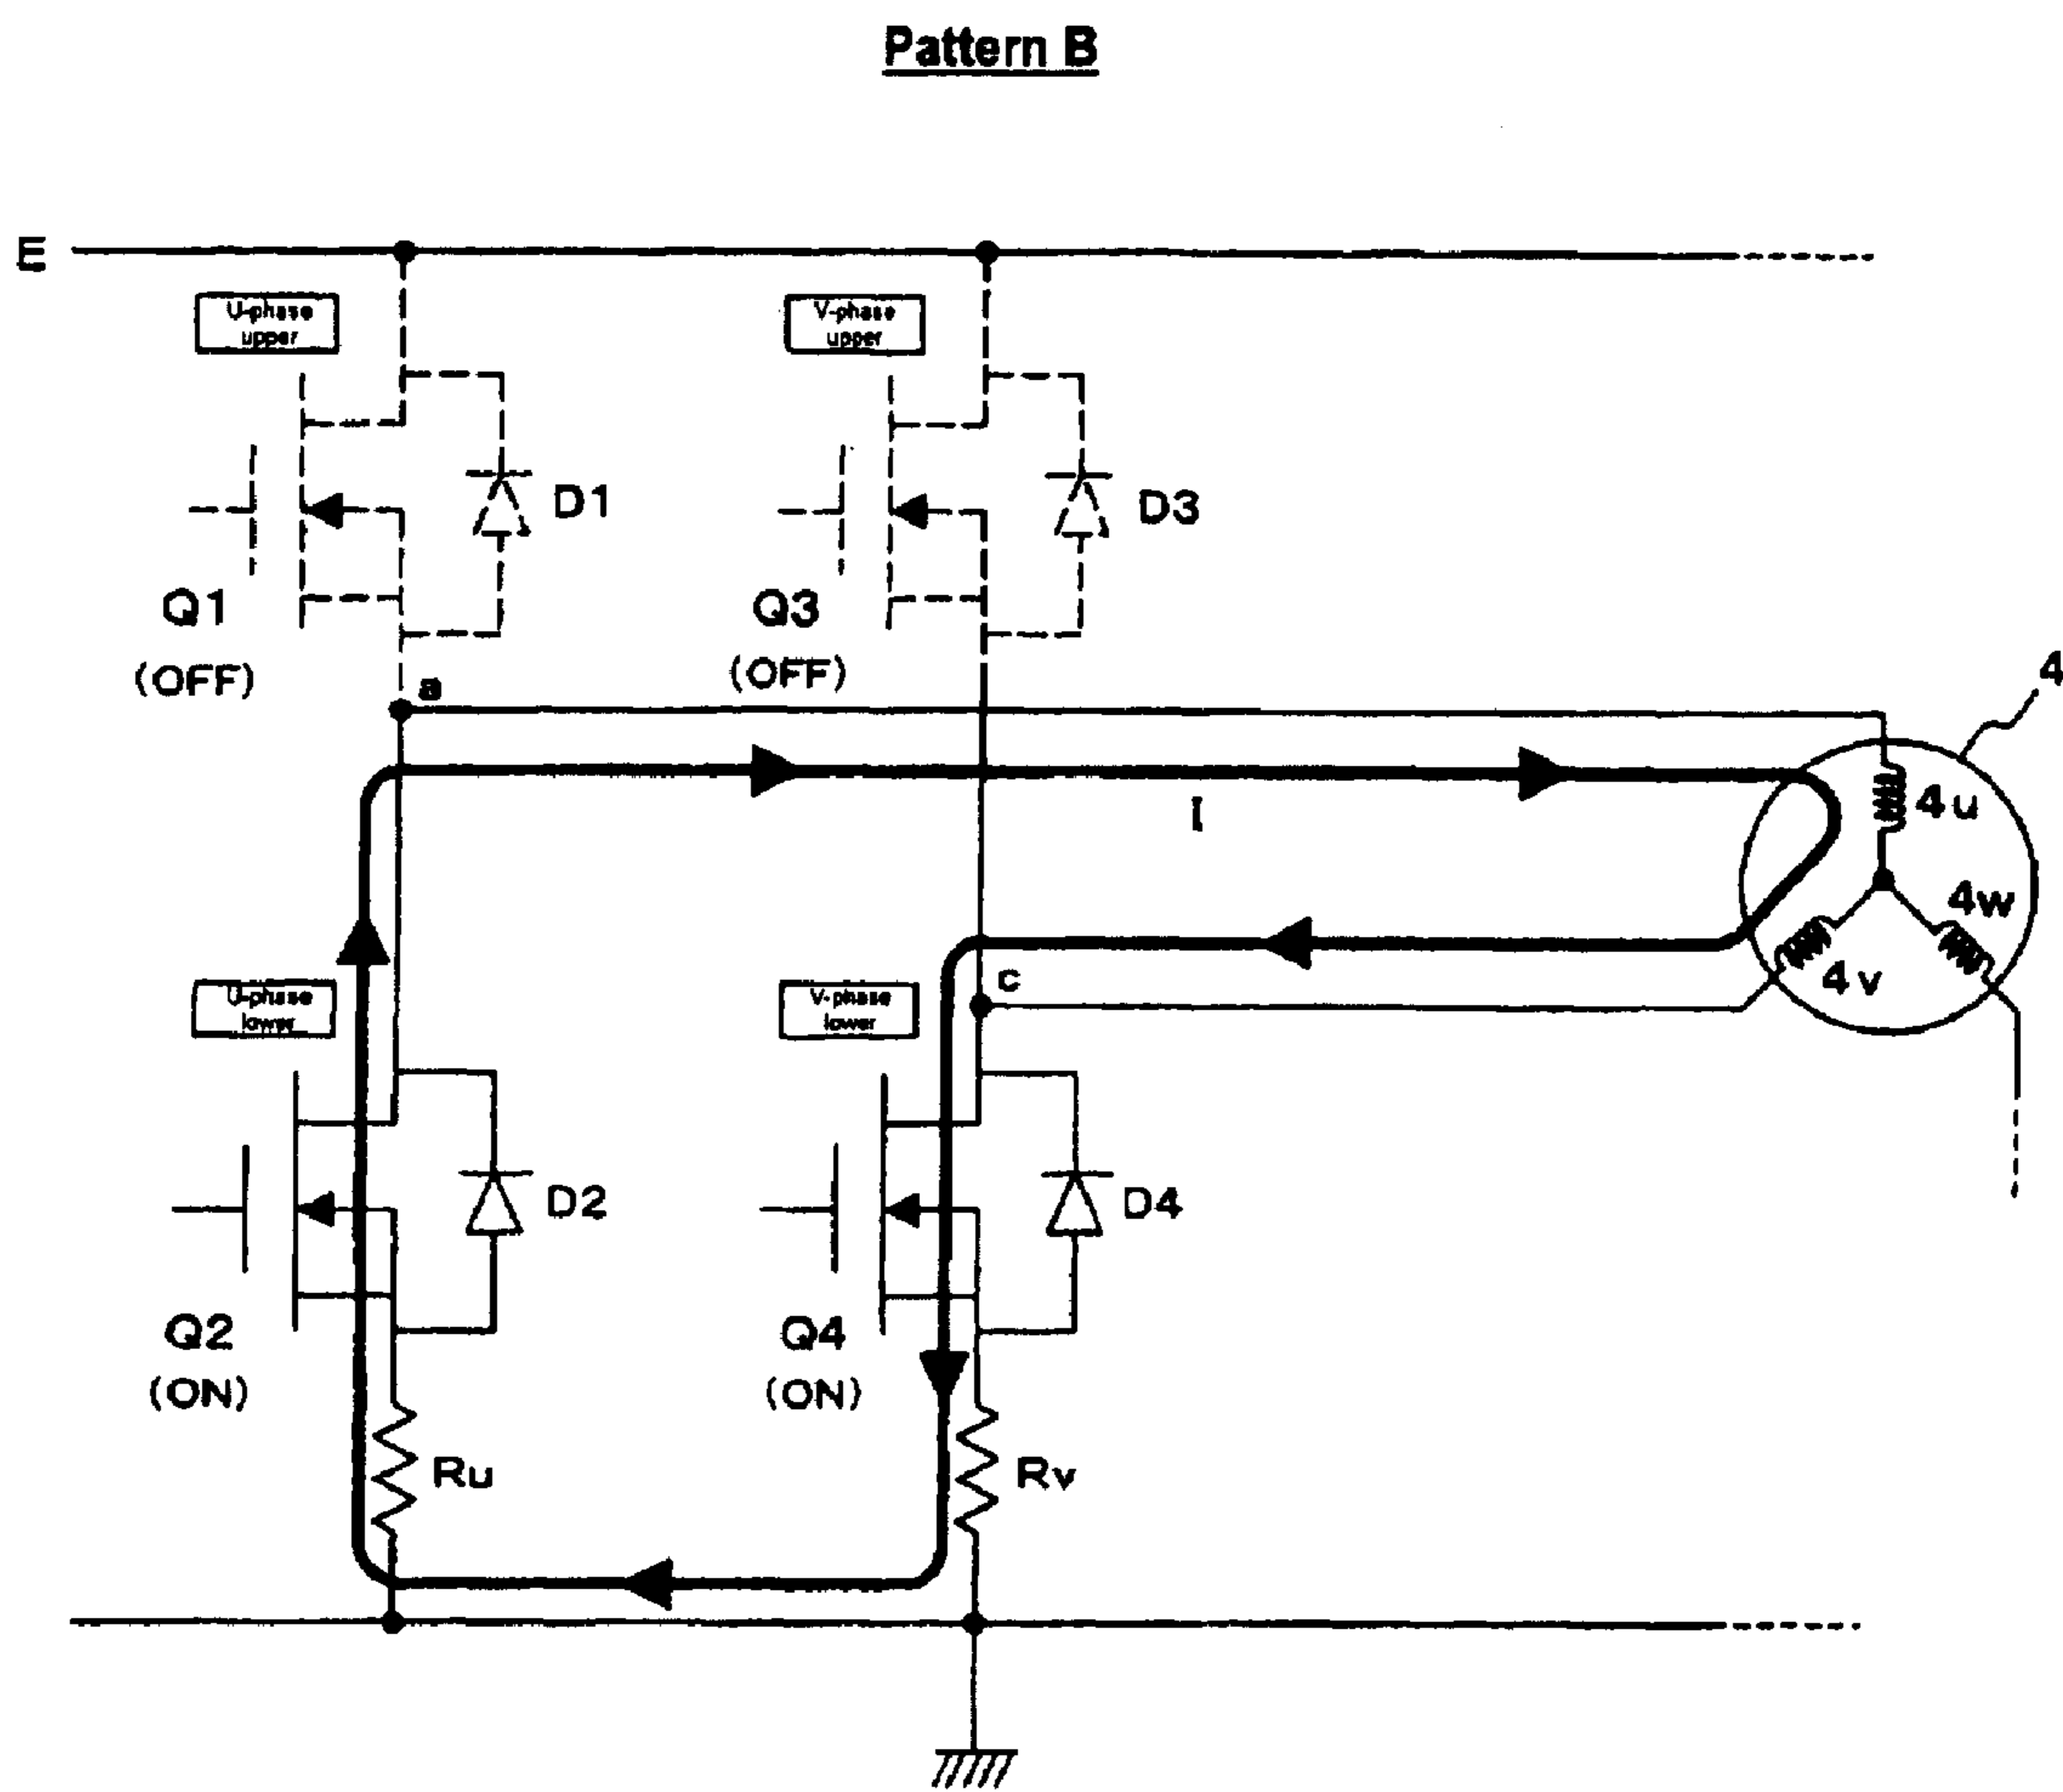 Pattern B
E
U-phase
upper
V-phase
upper
D1
D3
Q1
(OFF)
Q3
(OFF)
a
4
I
4u
4w
4v
c
U-phase
lower
V-phase
lower
D2
D4
Q2
(ON)
Q4
(ON)
Ru
Rv